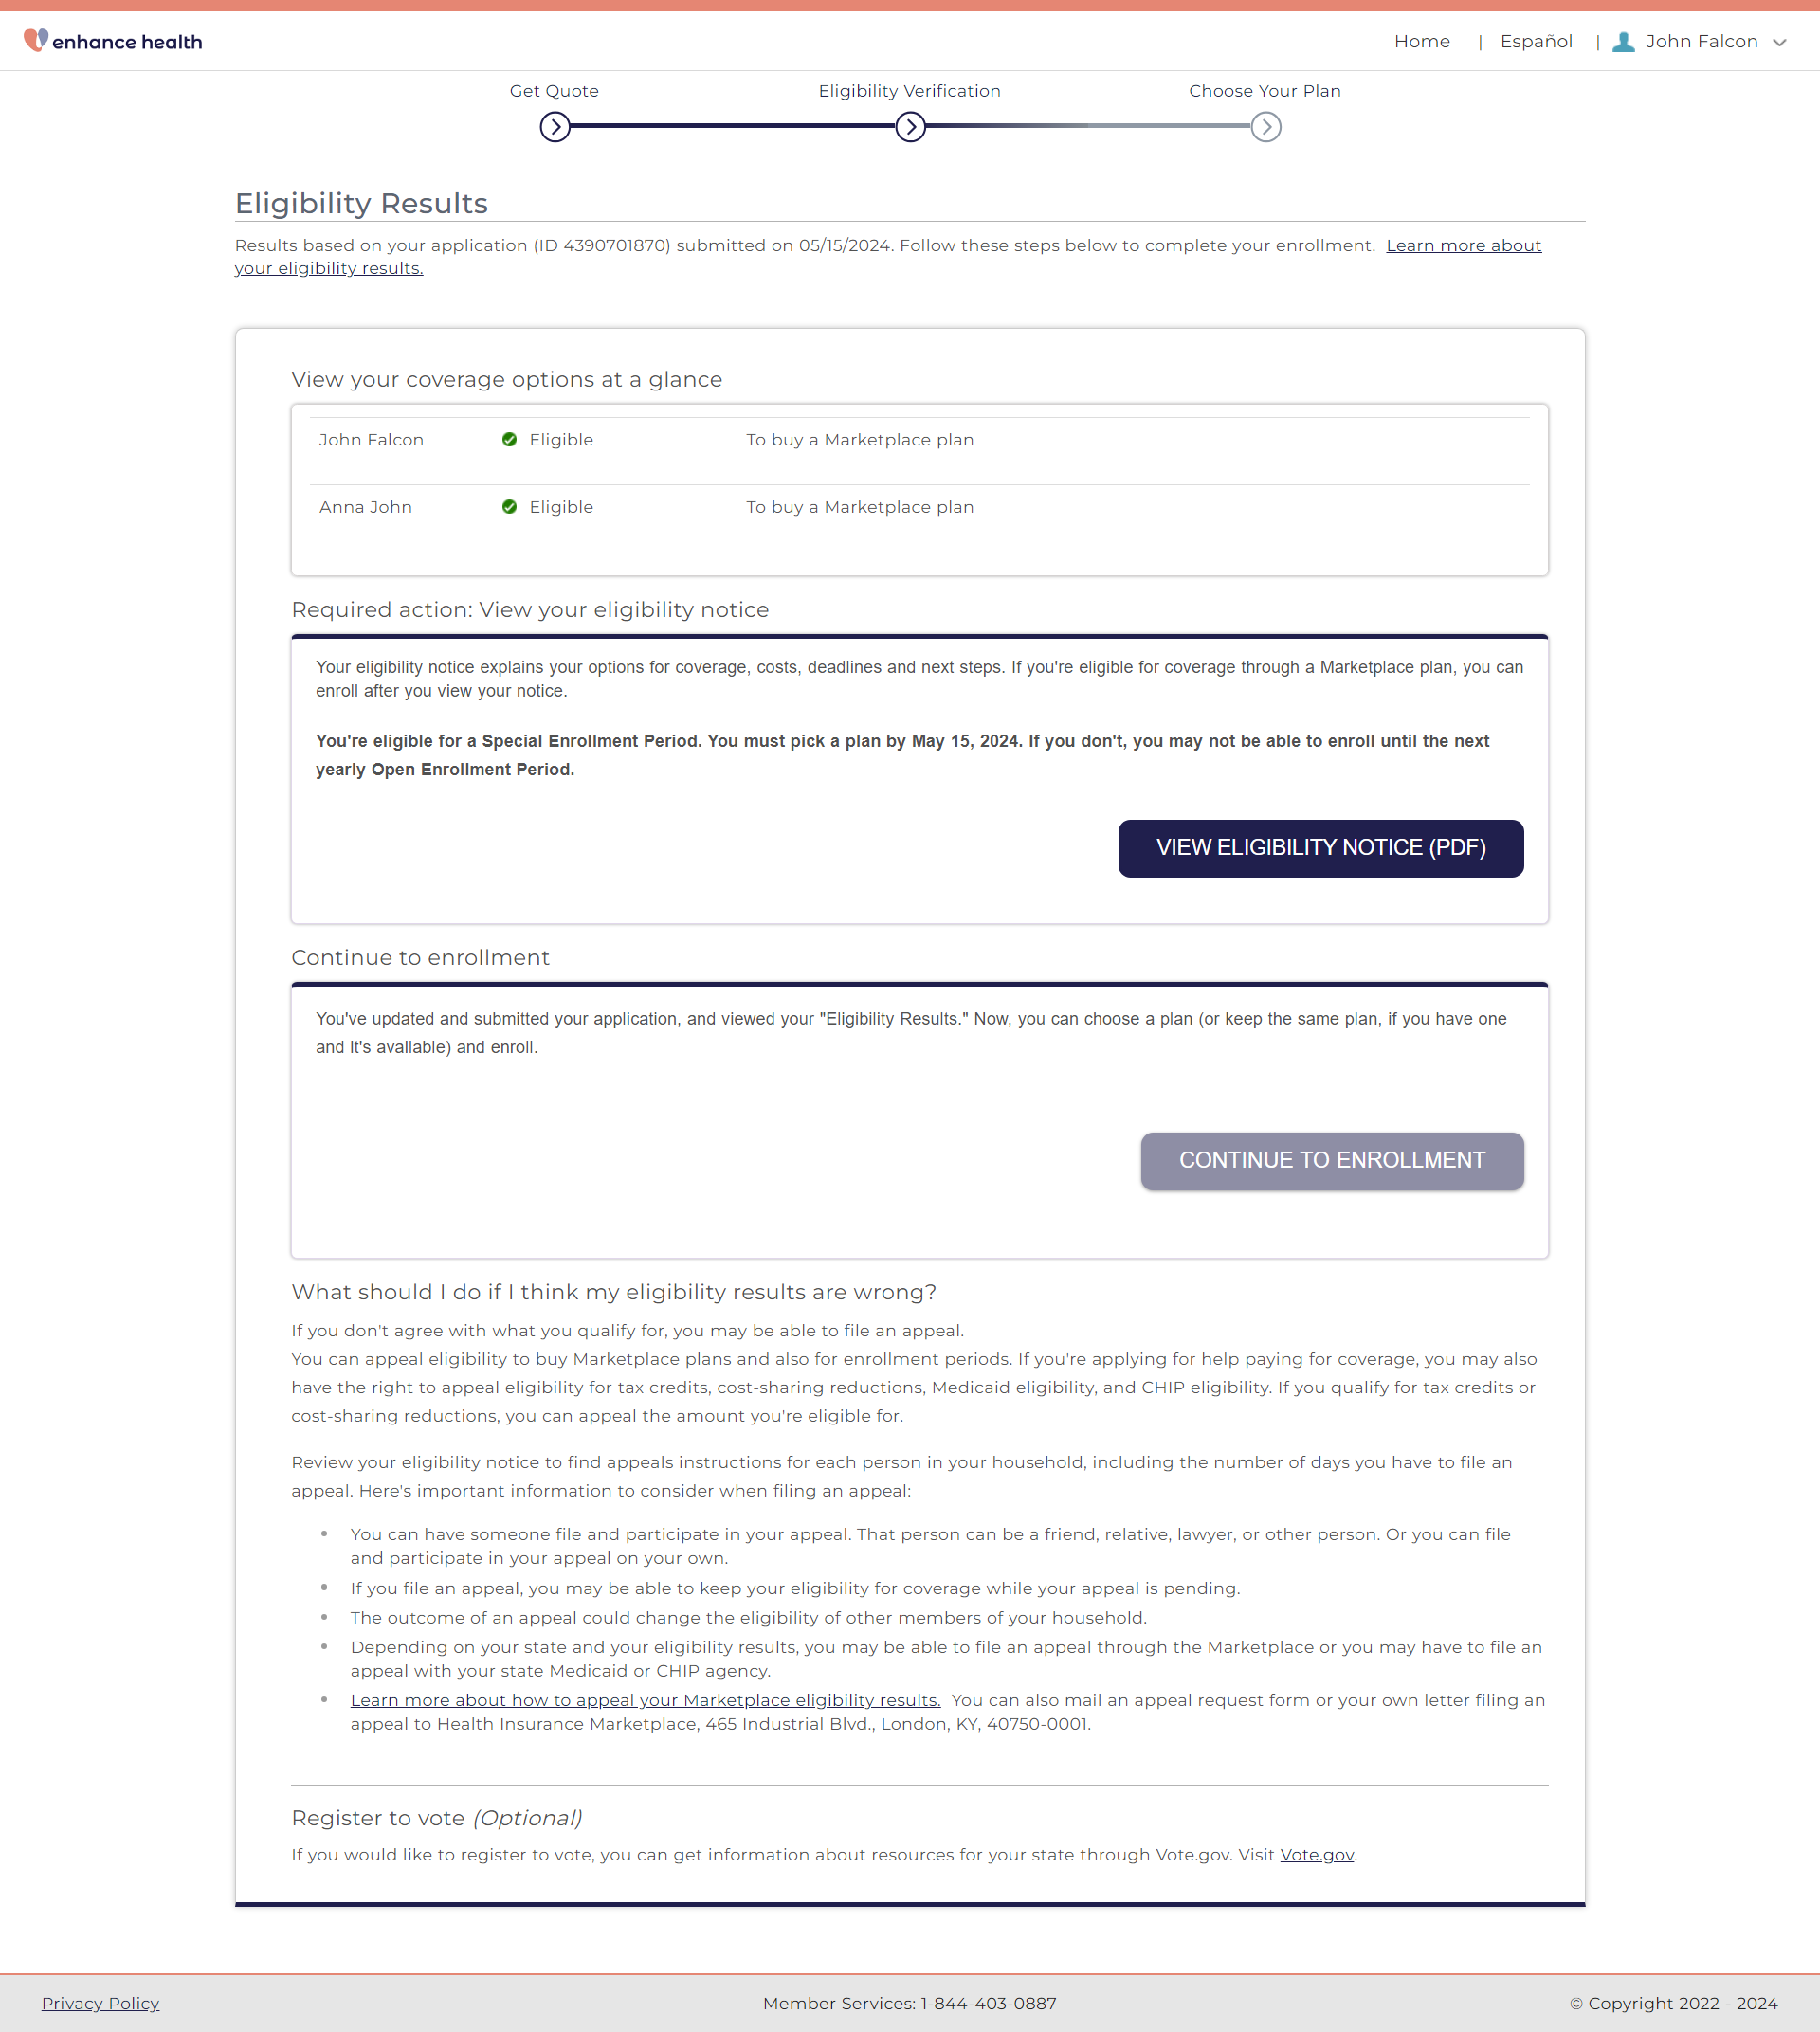 enhance health
Home | Español | John Falcon
Get Quote
Eligibility Verification
Choose Your Plan
Eligibility Results
Results based on your application (ID 4390701870) submitted on 05/15/2024. Follow these steps below to complete your enrollment. Learn more about
your eligibility results.
View your coverage options at a glance
John Falcon Eligible To buy a Marketplace plan
Anna John Eligible To buy a Marketplace plan
Required action: View your eligibility notice
Your eligibility notice explains your options for coverage, costs, deadlines and next steps. If you're eligible for coverage through a Marketplace plan, you can
enroll after you view your notice.
You're eligible for a Special Enrollment Period. You must pick a plan by May 15, 2024. If you don't, you may not be able to enroll until the next
yearly Open Enrollment Period.
VIEW ELIGIBILITY NOTICE (PDF)
Continue to enrollment
You've updated and submitted your application, and viewed your "Eligibility Results." Now, you can choose a plan (or keep the same plan, if you have one
and it's available) and enroll.
CONTINUE TO ENROLLMENT
What should I do if I think my eligibility results are wrong?
If you don't agree with what you qualify for, you may be able to file an appeal.
You can appeal eligibility to buy Marketplace plans and also for enrollment periods. If you're applying for help paying for coverage, you may also
have the right to appeal eligibility for tax credits, cost-sharing reductions, Medicaid eligibility, and CHIP eligibility. If you qualify for tax credits or
cost-sharing reductions, you can appeal the amount you're eligible for.
Review your eligibility notice to find appeals instructions for each person in your household, including the number of days you have to file an
appeal. Here's important information to consider when filing an appeal:
• You can have someone file and participate in your appeal. That person can be a friend, relative, lawyer, or other person. Or you can file
and participate in your appeal on your own.
• If you file an appeal, you may be able to keep your eligibility for coverage while your appeal is pending.
• The outcome of an appeal could change the eligibility of other members of your household.
• Depending on your state and your eligibility results, you may be able to file an appeal through the Marketplace or you may have to file an
appeal with your state Medicaid or CHIP agency.
• Learn more about how to appeal your Marketplace eligibility results. You can also mail an appeal request form or your own letter filing an
appeal to Health Insurance Marketplace, 465 Industrial Blvd., London, KY, 40750-0001.
Register to vote (Optional)
If you would like to register to vote, you can get information about resources for your state through Vote.gov. Visit Vote.gov.
Privacy Policy
Member Services: 1-844-403-0887
© Copyright 2022 - 2024